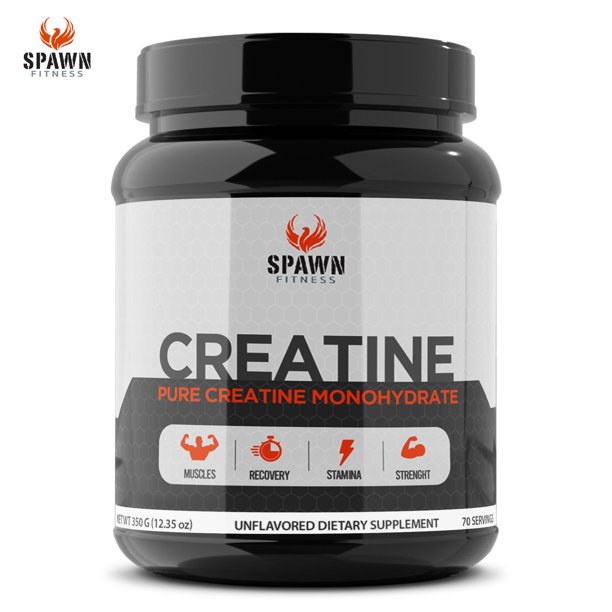 SPAWN
FITNESS
SPAWN
FITNESS
CREATINE
PURE CREATINE MONOHYDRATE
MUSCLES
RECOVERY
STAMINA
STRENGHT
NET WT 350 G (12.35 oz)
UNFLAVORED DIETARY SUPPLEMENT
70 SERVINGS